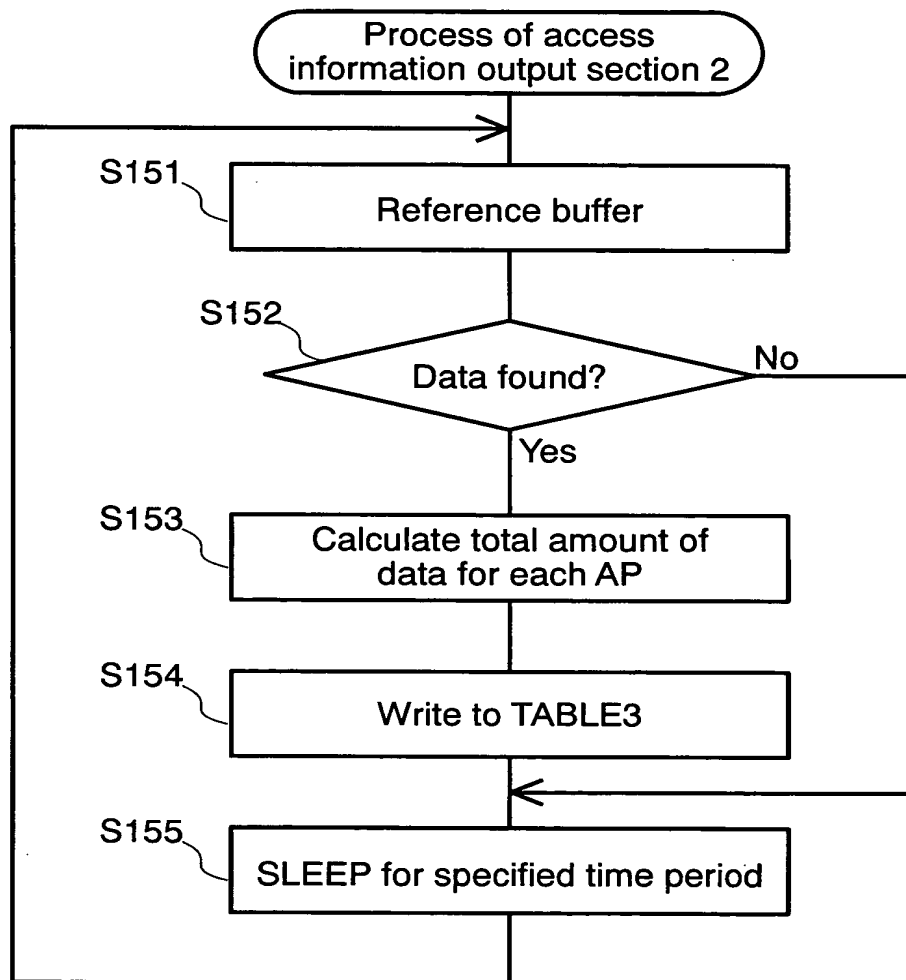 Process of access
information output section 2
S151
Reference buffer
S152
Data found?
No
Yes
S153
Calculate total amount of
data for each AP
S154
Write to TABLE3
S155
SLEEP for specified time period